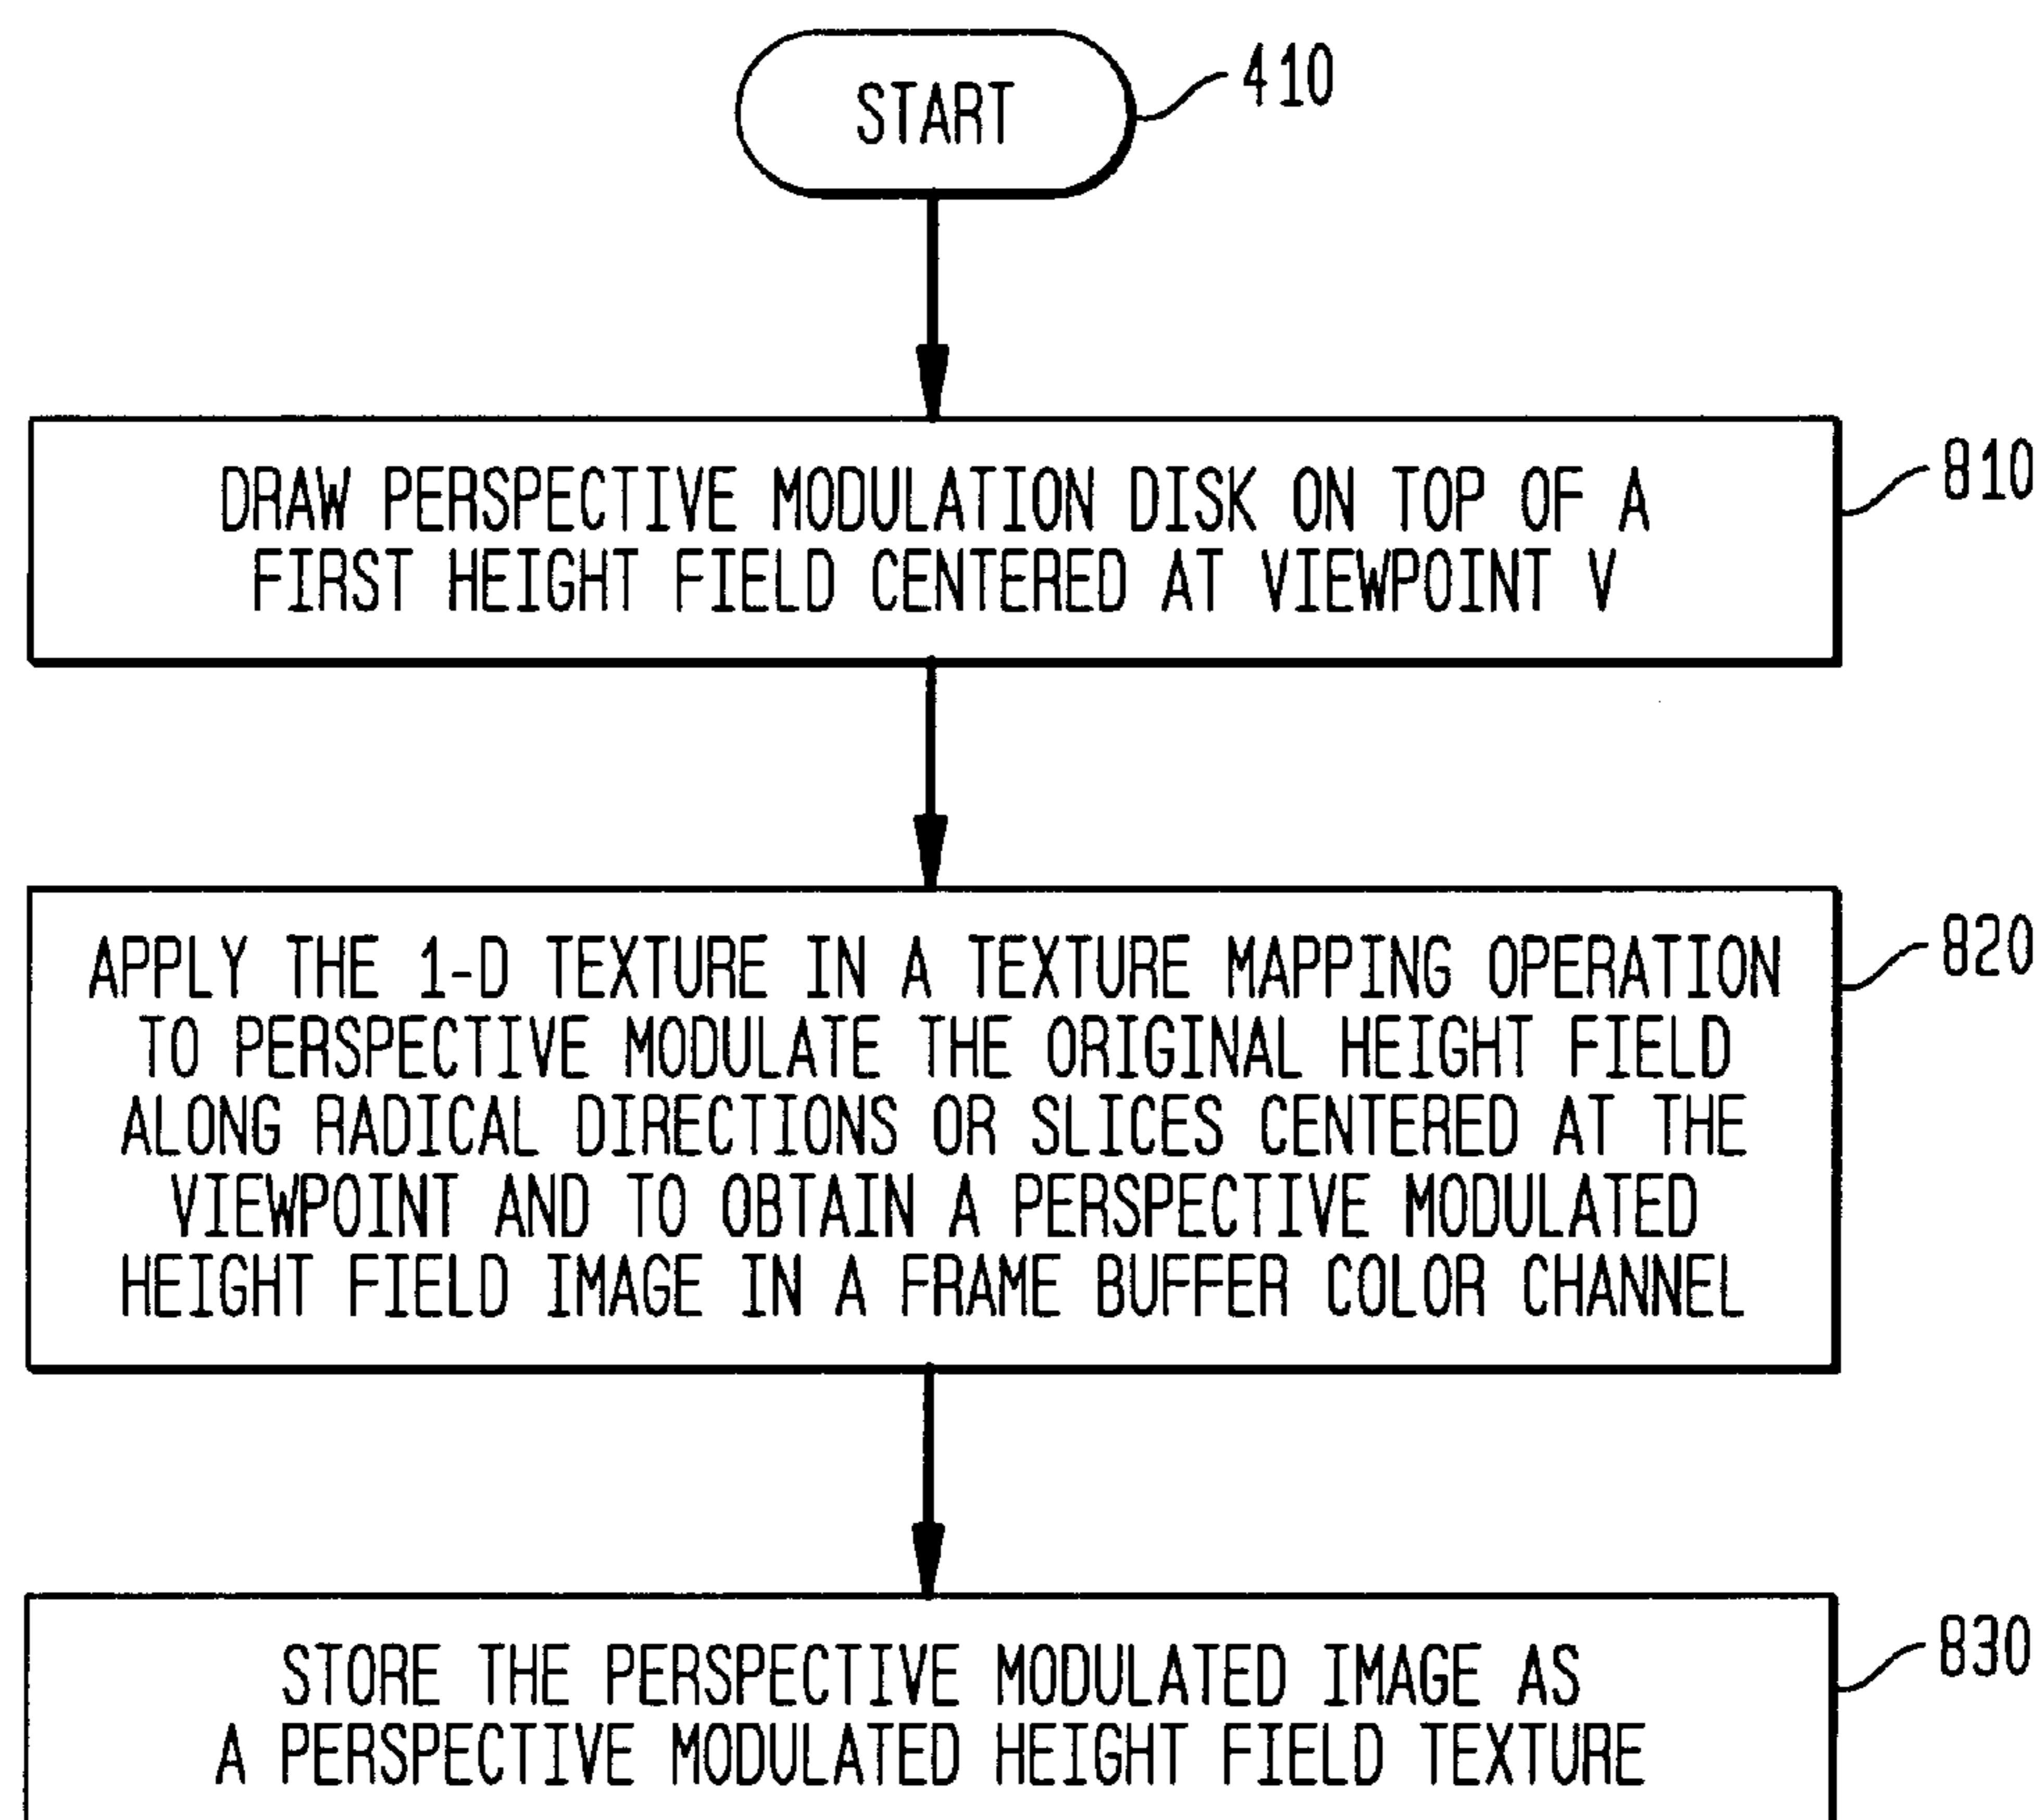 START
410
DRAW PERSPECTIVE MODULATION DISK ON TOP OF A
FIRST HEIGHT FIELD CENTERED AT VIEWPOINT V
810
APPLY THE 1-D TEXTURE IN A TEXTURE MAPPING OPERATION
TO PERSPECTIVE MODULATE THE ORIGINAL HEIGHT FIELD
ALONG RADICAL DIRECTIONS OR SLICES CENTERED AT THE
VIEWPOINT AND TO OBTAIN A PERSPECTIVE MODULATED
HEIGHT FIELD IMAGE IN A FRAME BUFFER COLOR CHANNEL
820
STORE THE PERSPECTIVE MODULATED IMAGE AS
A PERSPECTIVE MODULATED HEIGHT FIELD TEXTURE
830